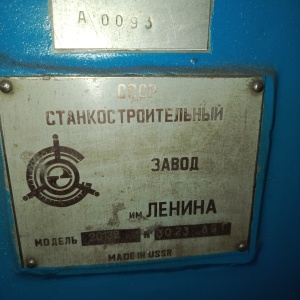 А 0093
СССР
СТАНКОСТРОИТЕЛЬНЫЙ
ЗАВОД
им. ЛЕНИНА
МОДЕЛЬ N
MADE IN USSR